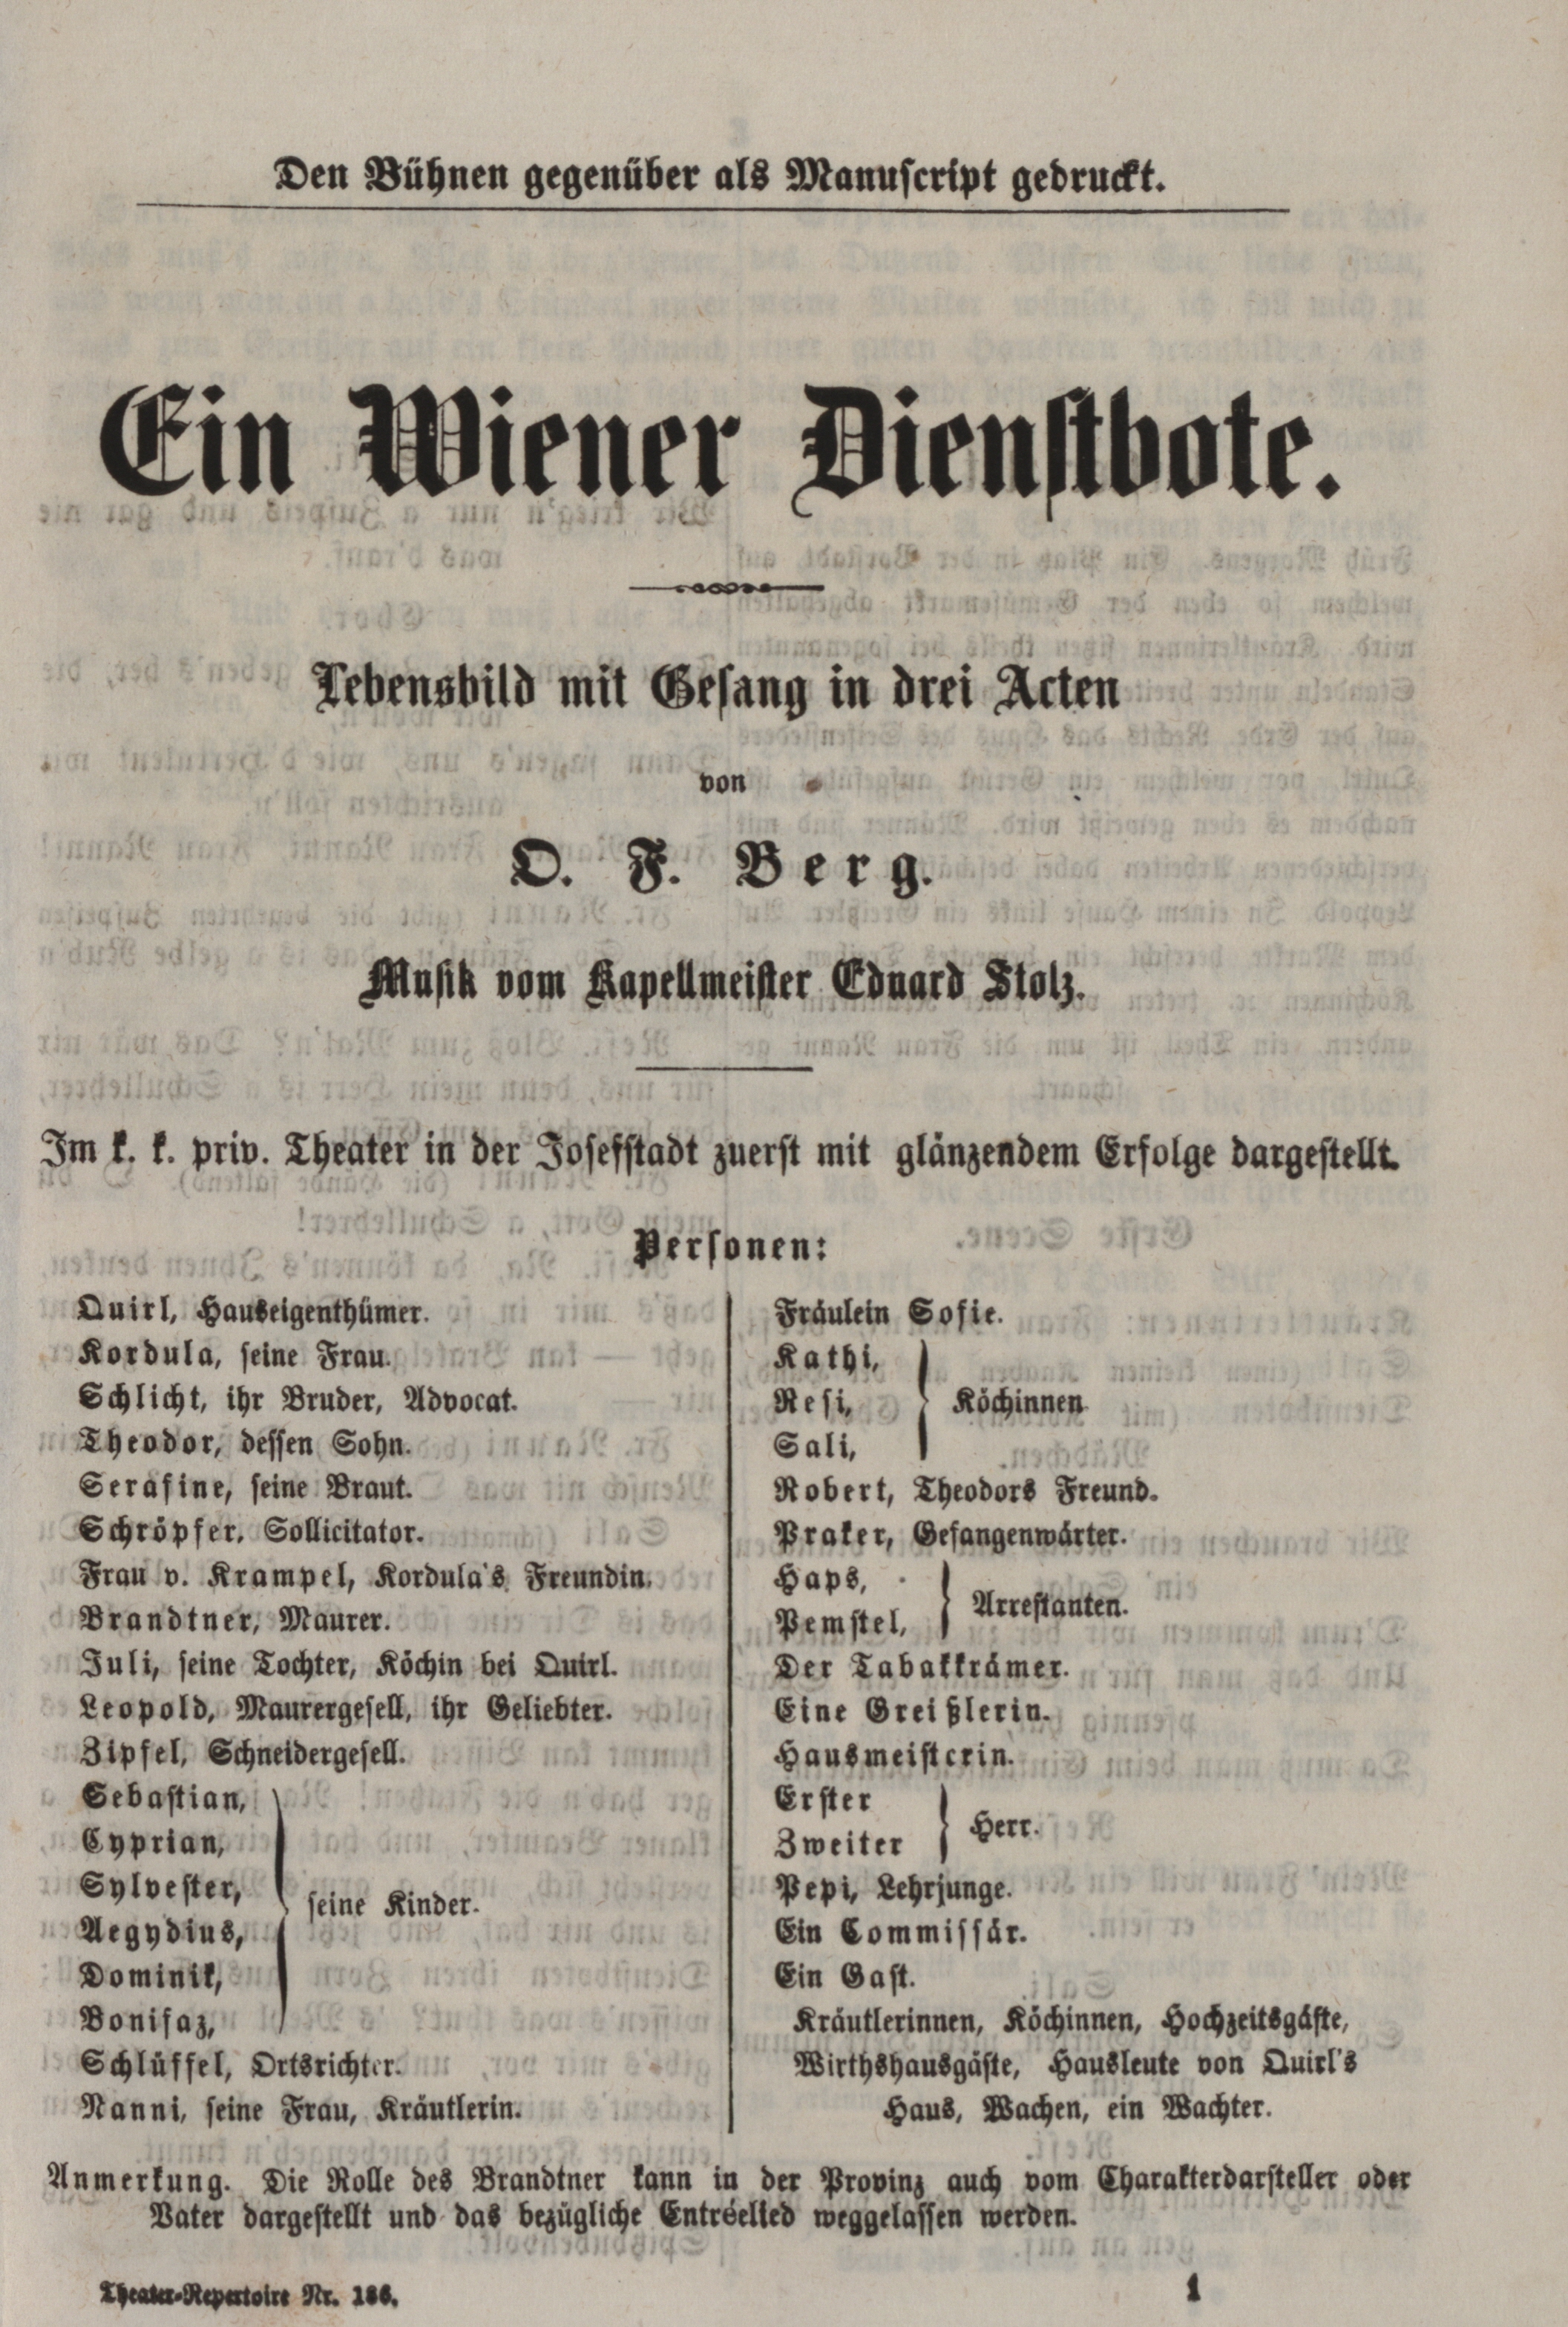 Den Bühnen gegenüber als Manuſcript gedruckt.
Ein Wiener Dienſtbote.
Lebensbild mit Geſang in drei Acten
von
O. F. Berg.
Muſik vom Kapellmeiſter Eduard Stolz.
Im k. k. priv. Theater in der Joſefſtadt zuerſt mit glänzendem Erfolge dargeſtellt.
Perſonen:
Quirl, Hauseigenthümer.
Kordula, ſeine Frau.
Schlicht, ihr Bruder, Advocat.
Theodor, deſſen Sohn.
Serafine, ſeine Braut.
Schröpfer, Sollicitator.
Frau v. Krampel, Kordula's Freundin.
Brandtner, Maurer.
Juli, ſeine Tochter, Köchin bei Quirl.
Leopold, Maurergeſell, ihr Geliebter.
Zipfel, Schneidergeſell.
Sebaſtian,
Cyprian,
Sylveſter,
Aegydius,
Dominik,
Bonifaz,
ſeine Kinder.
Schlüffel, Ortsrichter.
Nanni, ſeine Frau, Kräutlerin.
Fräulein Sofie.
Kathi,
Reſi,
Sali,
Köchinnen
Robert, Theodors Freund.
Praker, Gefangenwärter.
Haps,
Pemſtel,
Arreſtanten.
Der Tabakkrämer.
Eine Greißlerin.
Hausmeiſterin.
Erſter
Zweiter
Herr.
Pepi, Lehrjunge.
Ein Commiſſär.
Ein Gaſt.
Kräutlerinnen, Köchinnen, Hochzeitsgäſte,
Wirthshausgäſte, Hausleute von Quirl's
Haus, Wachen, ein Wachter.
Anmerkung. Die Rolle des Brandtner kann in der Provinz auch vom Charakterdarſteller oder
Vater dargeſtellt und das bezügliche Entréelied weggelaſſen werden.
Theater-Repertoire Nr. 186.
1